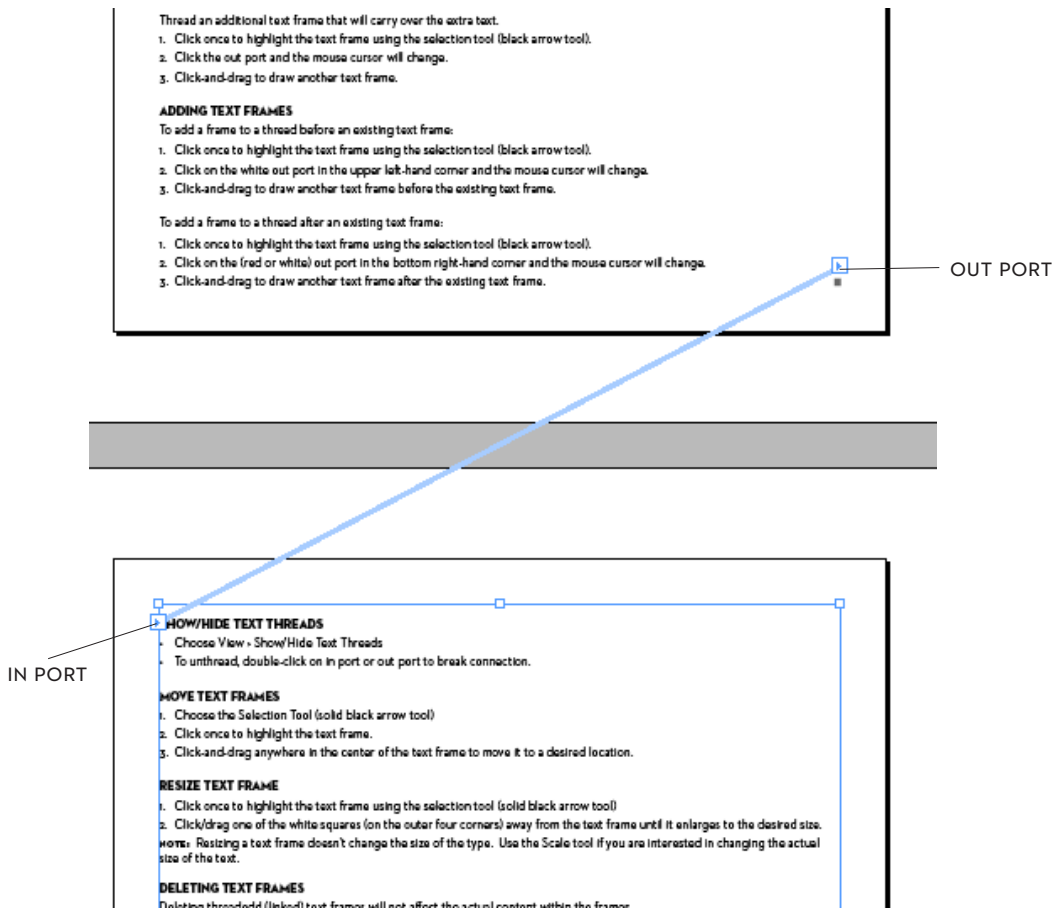 Thread an additional text frame that will carry over the extra text.
1. Click once to highlight the text frame using the selection tool (black arrow tool).
2. Click the out port and the mouse cursor will change.
3. Click-and-drag to draw another text frame.
ADDING TEXT FRAMES
To add a frame to a thread before an existing text frame:
1. Click once to highlight the text frame using the selection tool (black arrow tool).
2. Click on the white out port in the upper left-hand corner and the mouse cursor will change.
3. Click-and-drag to draw another text frame before the existing text frame.
To add a frame to a thread after an existing text frame:
1. Click once to highlight the text frame using the selection tool (black arrow tool).
2. Click on the (red or white) out port in the bottom right-hand corner and the mouse cursor will change.
3. Click-and-drag to draw another text frame after the existing text frame.
OUT PORT
HOW/HIDE TEXT THREADS
Choose View > Show/Hide Text Threads
To unthread, double-click on in port or out port to break connection.
IN PORT
MOVE TEXT FRAMES
1. Choose the Selection Tool (solid black arrow tool)
2. Click once to highlight the text frame.
3. Click-and-drag anywhere in the center of the text frame to move it to a desired location.
RESIZE TEXT FRAME
1. Click once to highlight the text frame using the selection tool (solid black arrow tool)
2. Click/drag one of the white squares (on the outer four corners) away from the text frame until it enlarges to the desired size.
NOTE: Resizing a text frame doesn't change the size of the type. Use the Scale tool if you are interested in changing the actual
size of the text.
DELETING TEXT FRAMES
Deleting threadedd (linked) text frames will not affect the actual content within the frames.